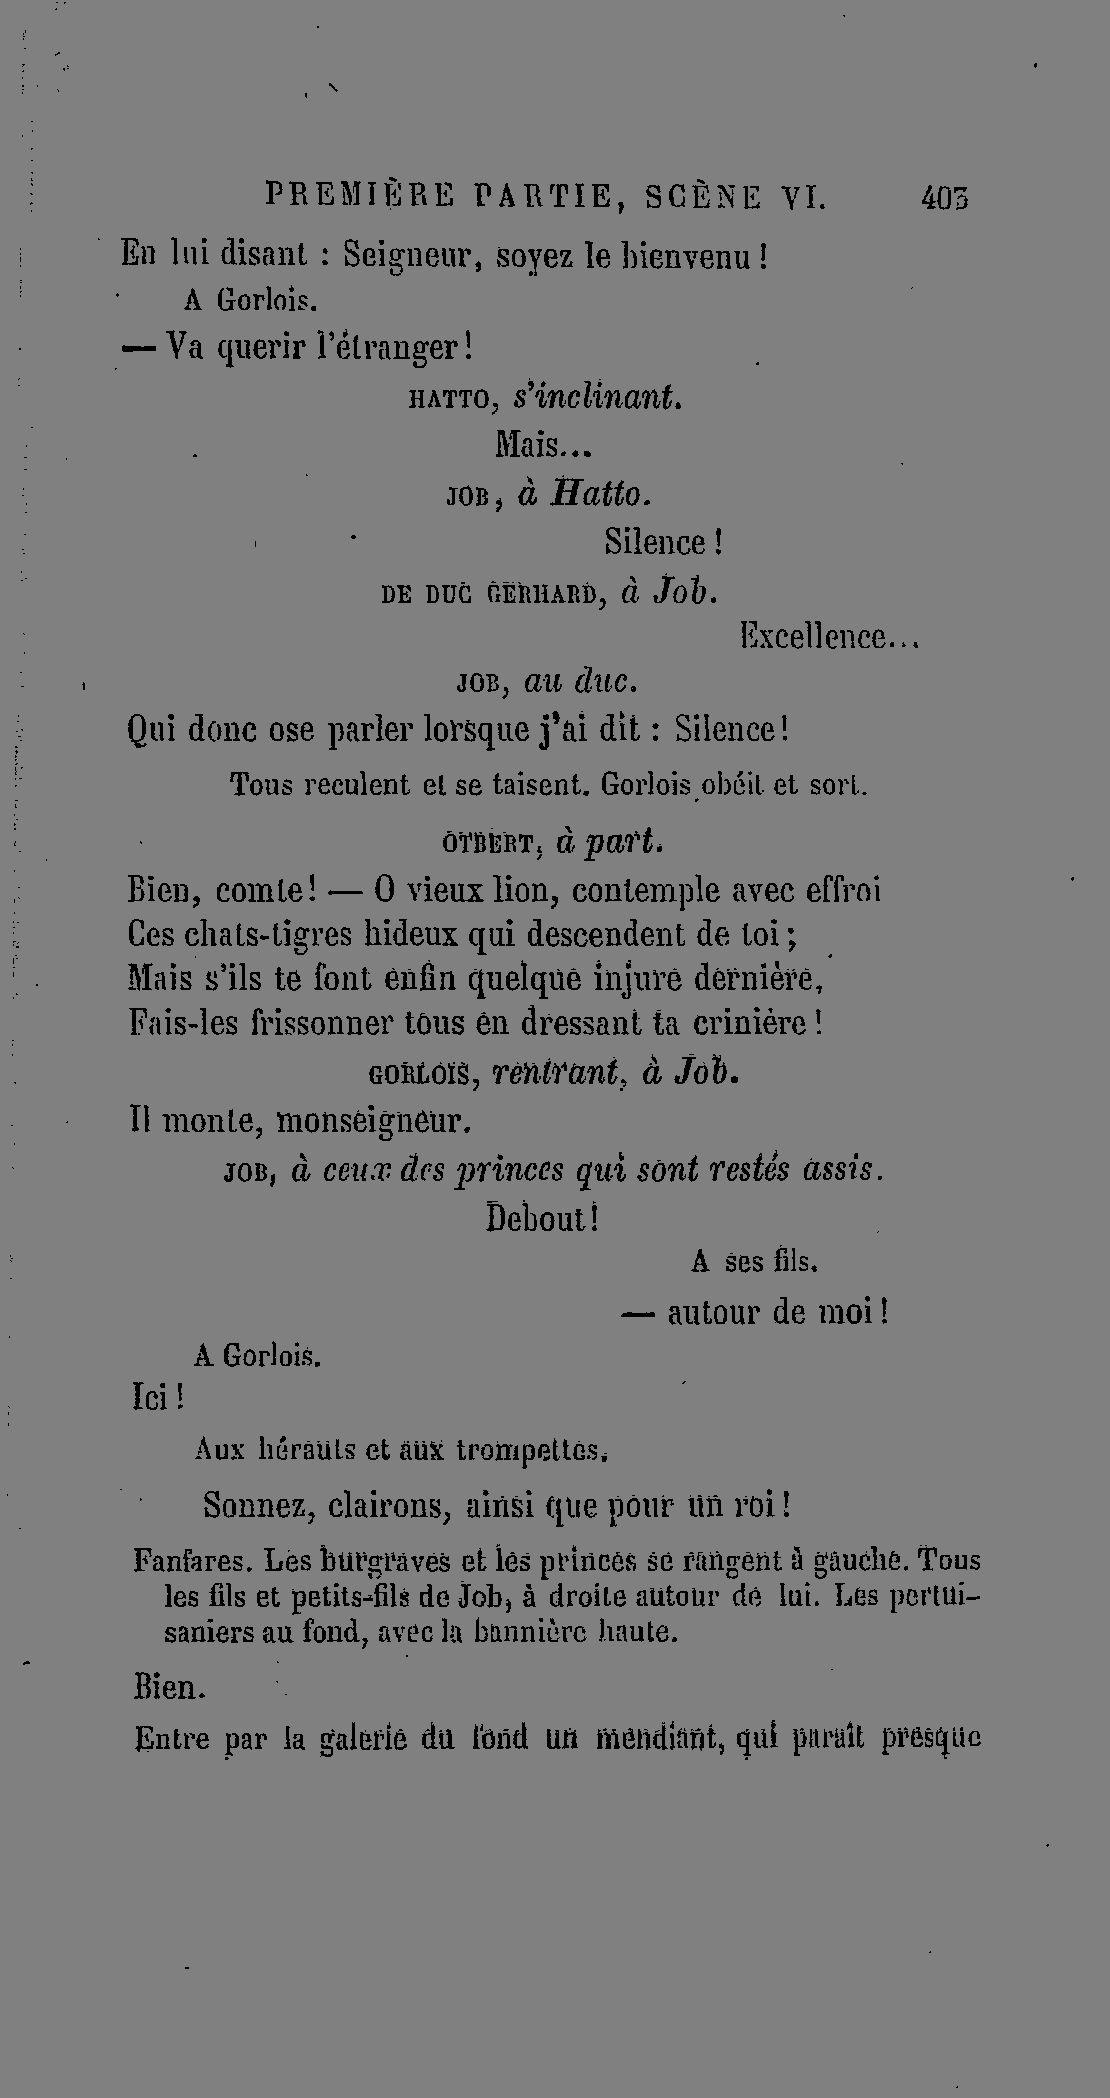 PREMIÈRE PARTIE, SCÈNE VI. 403
En lui disant : Seigneur, soyez le bienvenu !
A Gorlois.
— Va querir l'étranger !
HATTO, s'inclinant.
Mais...
JOB, à Hatto.
Silence !
DE DUC GERHARD, à Job.
Excellence...
JOB, au duc.
Qui donc ose parler lorsque j'ai dit : Silence !
Tous reculent et se taisent. Gorlois obéit et sort.
OTBERT, à part.
Bien, comte ! — O vieux lion, contemple avec effroi
Ces chats-tigres hideux qui descendent de toi ;
Mais s'ils te font enfin quelque injure dernière,
Fais-les frissonner tous en dressant ta crinière !
GORLOIS, rentrant, à Job.
Il monte, monseigneur.
JOB, à ceux des princes qui sont restés assis.
Debout !
A ses fils.
— autour de moi !
A Gorlois.
Ici !
Aux hérauts et aux trompettes.
Sonnez, clairons, ainsi que pour un roi !
Fanfares. Les burgraves et les princes se rangent à gauche. Tous
les fils et petits-fils de Job, à droite autour de lui. Les pertui-
saniers au fond, avec la bannière haute.
Bien.
Entre par la galerie du fond un mendiant, qui paraît presque